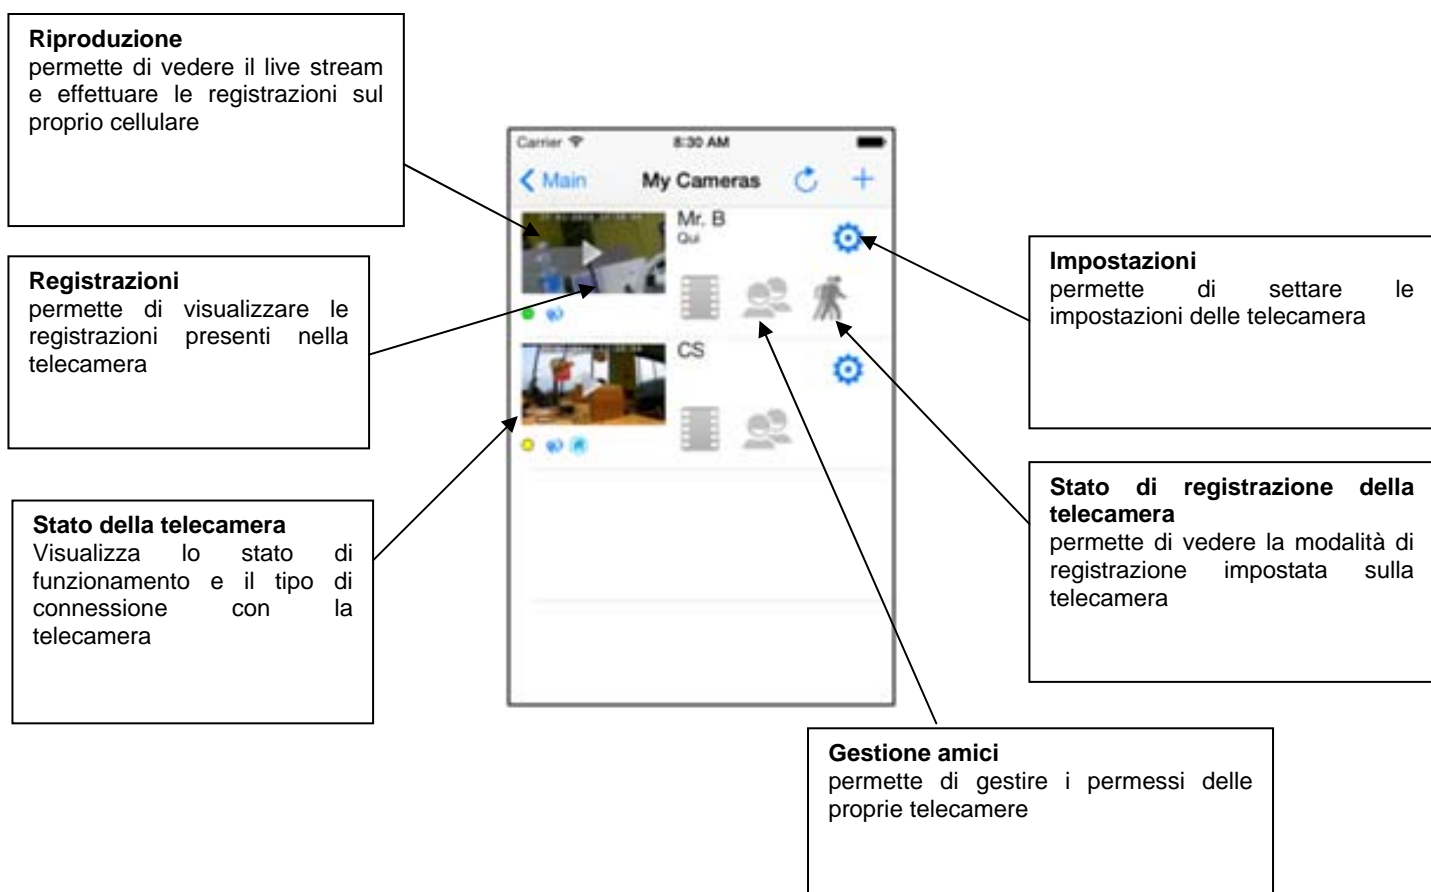 Riproduzione
permette di vedere il live stream
e effettuare le registrazioni sul
proprio cellulare
Registrazioni
permette di visualizzare le
registrazioni presenti nella
telecamera
Stato della telecamera
Visualizza lo stato di
funzionamento e il tipo di
connessione con la
telecamera
Carrier 8:30 AM
Main My Cameras
Mr. B
Qui
CS
Impostazioni
permette di settare le
impostazioni delle telecamera
Stato di registrazione della
telecamera
permette di vedere la modalità di
registrazione impostata sulla
telecamera
Gestione amici
permette di gestire i permessi delle
proprie telecamere